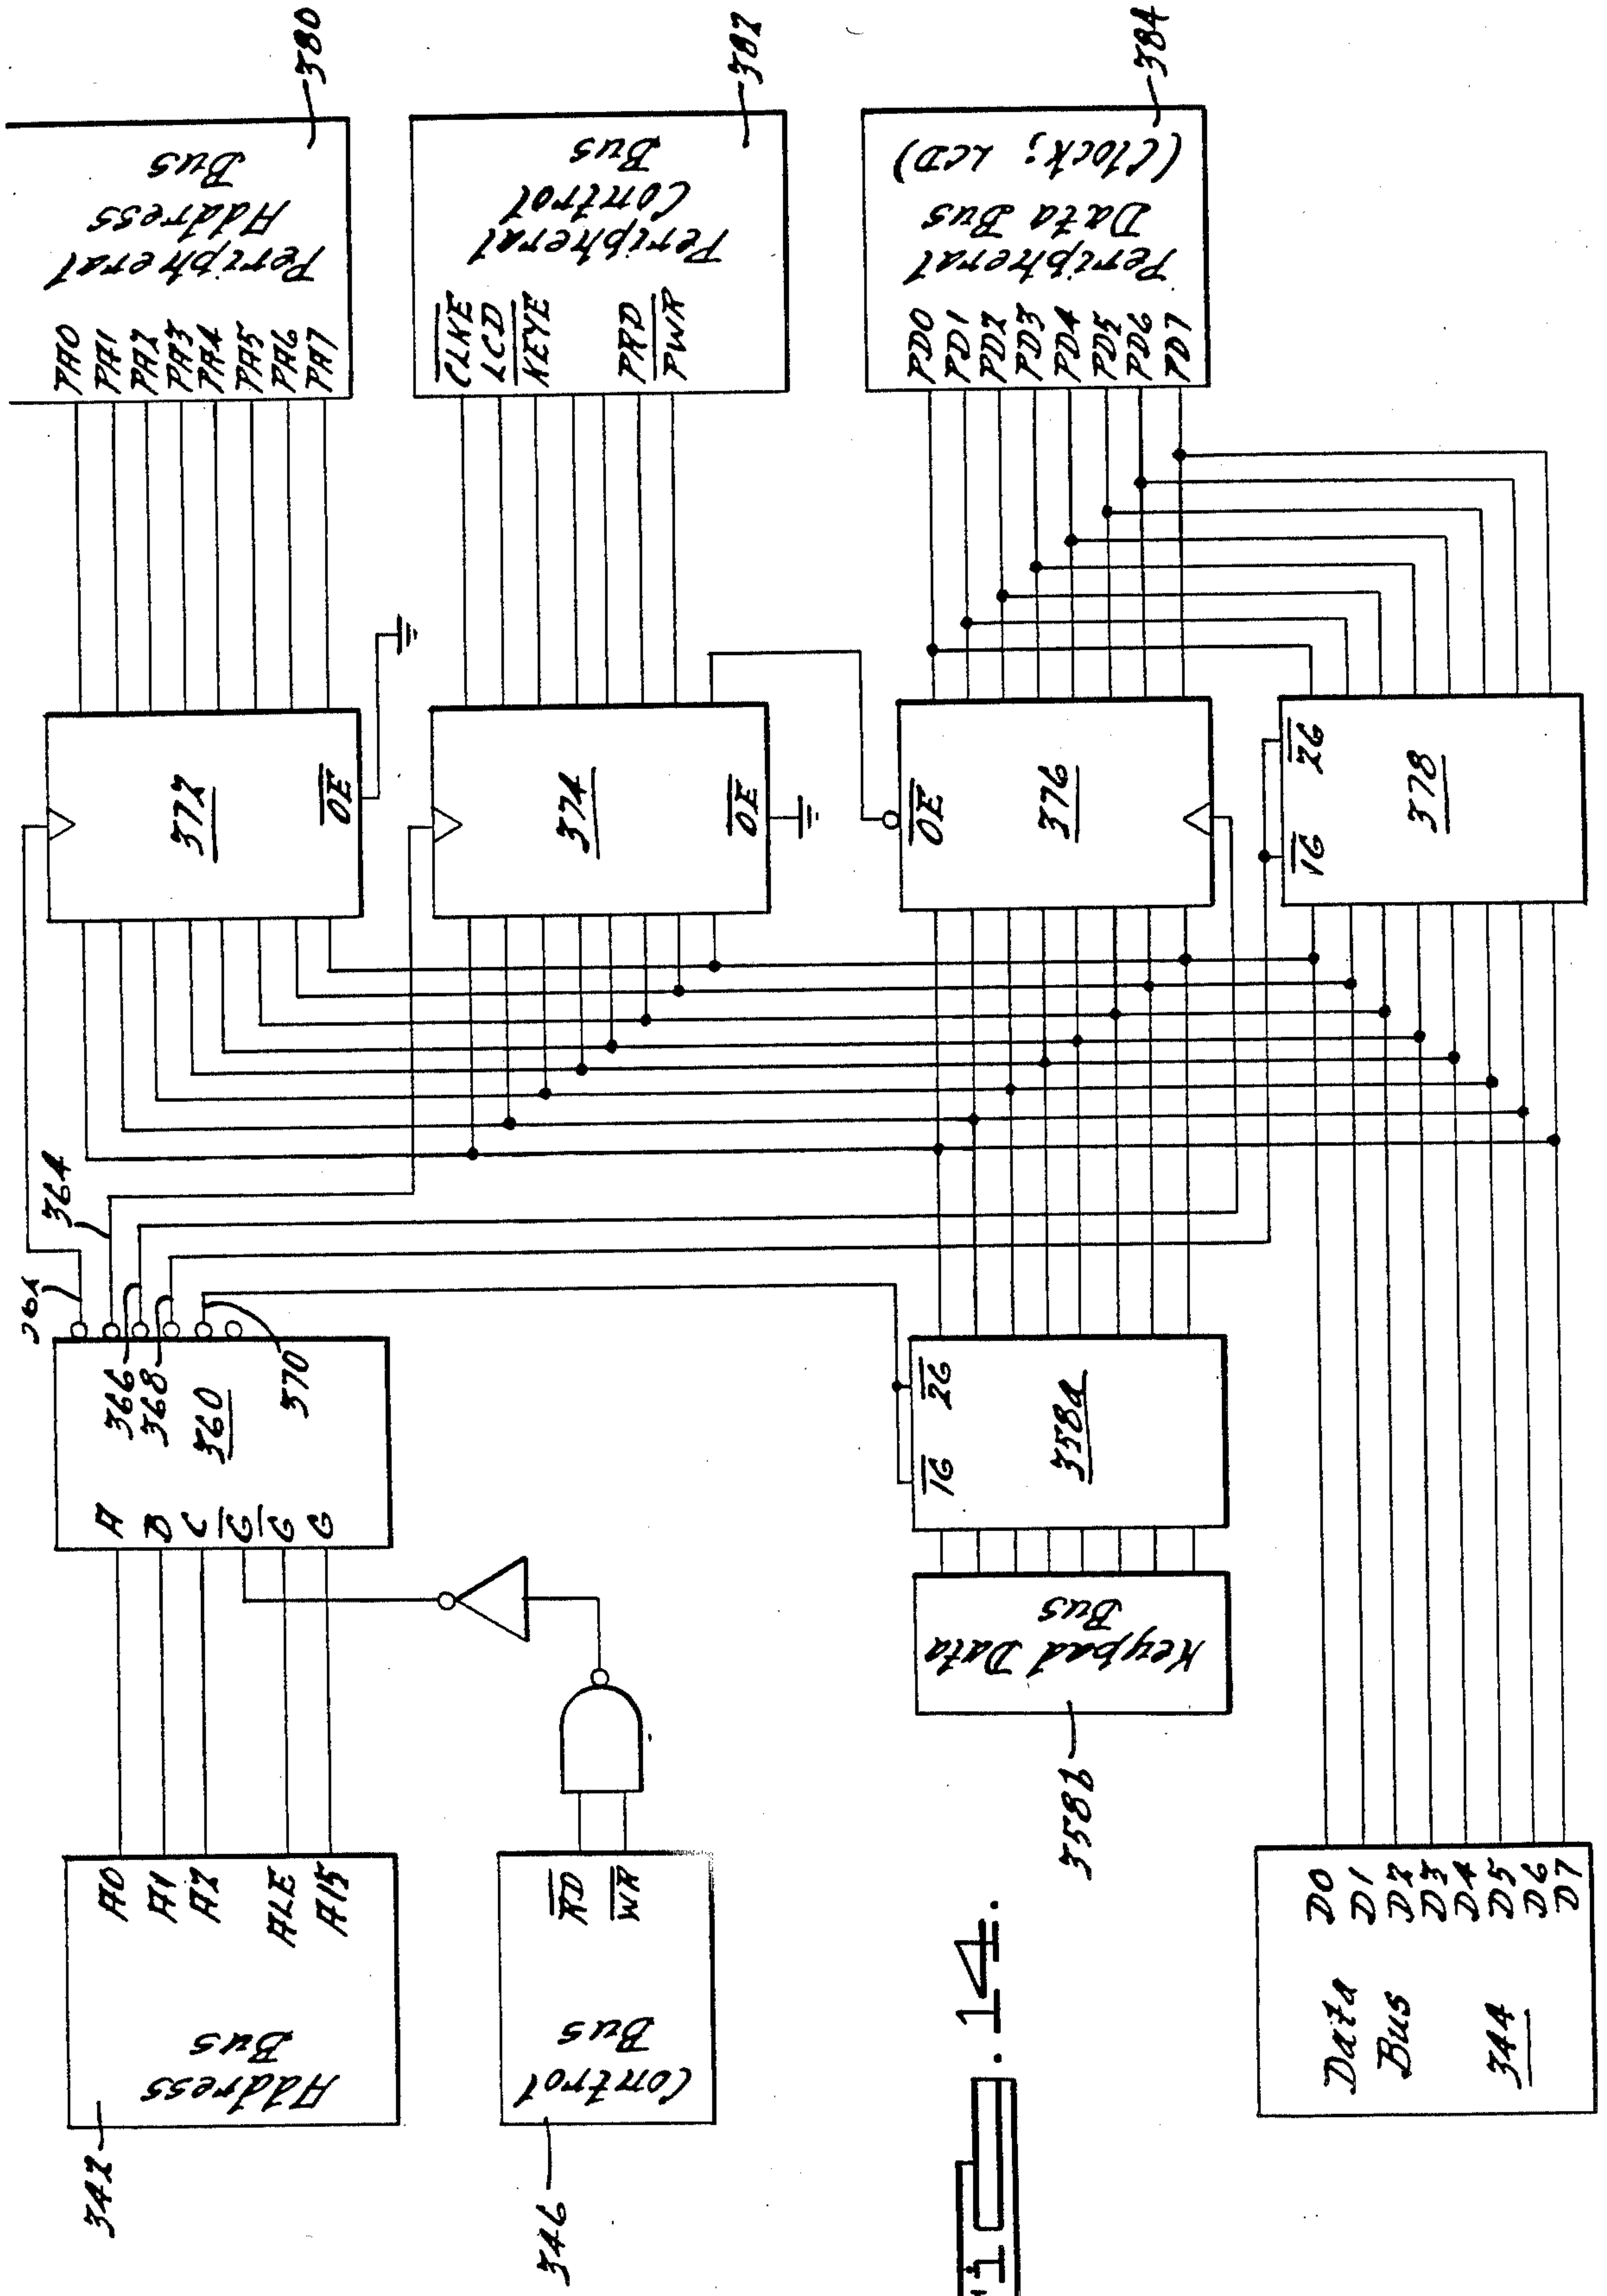 342
Address
Bus
A0
A1
A2
ALE
A15
A
B
C
G
G
G
360
366
368
370
364
372
OE
PA0
PA1
PA2
PA3
PA4
PA5
PA6
PA7
Peripheral
Address
Bus
380
346
Control
Bus
RD
WR
374
OE
CLKE
LCD
KEYE
PRD
PWR
Peripheral
Control
Bus
382
358b
Keypad Data
Bus
1G
2G
358a
OE
376
PD0
PD1
PD2
PD3
PD4
PD5
PD6
PD7
Peripheral
Data Bus
(Clock; LCD)
384
Data
Bus
344
D0
D1
D2
D3
D4
D5
D6
D7
1G
2G
378
14.